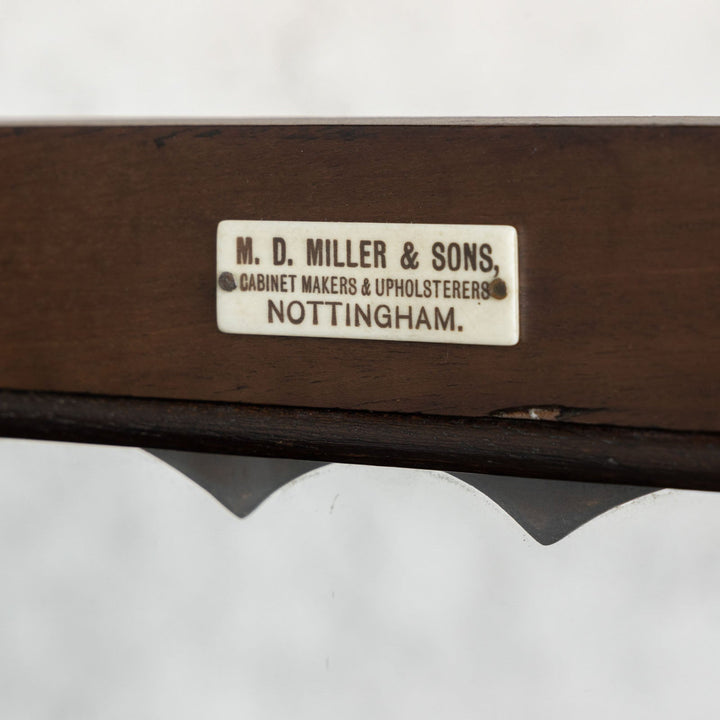 M. D. MILLER & SONS,
CABINET MAKERS & UPHOLSTERERS
NOTTINGHAM.